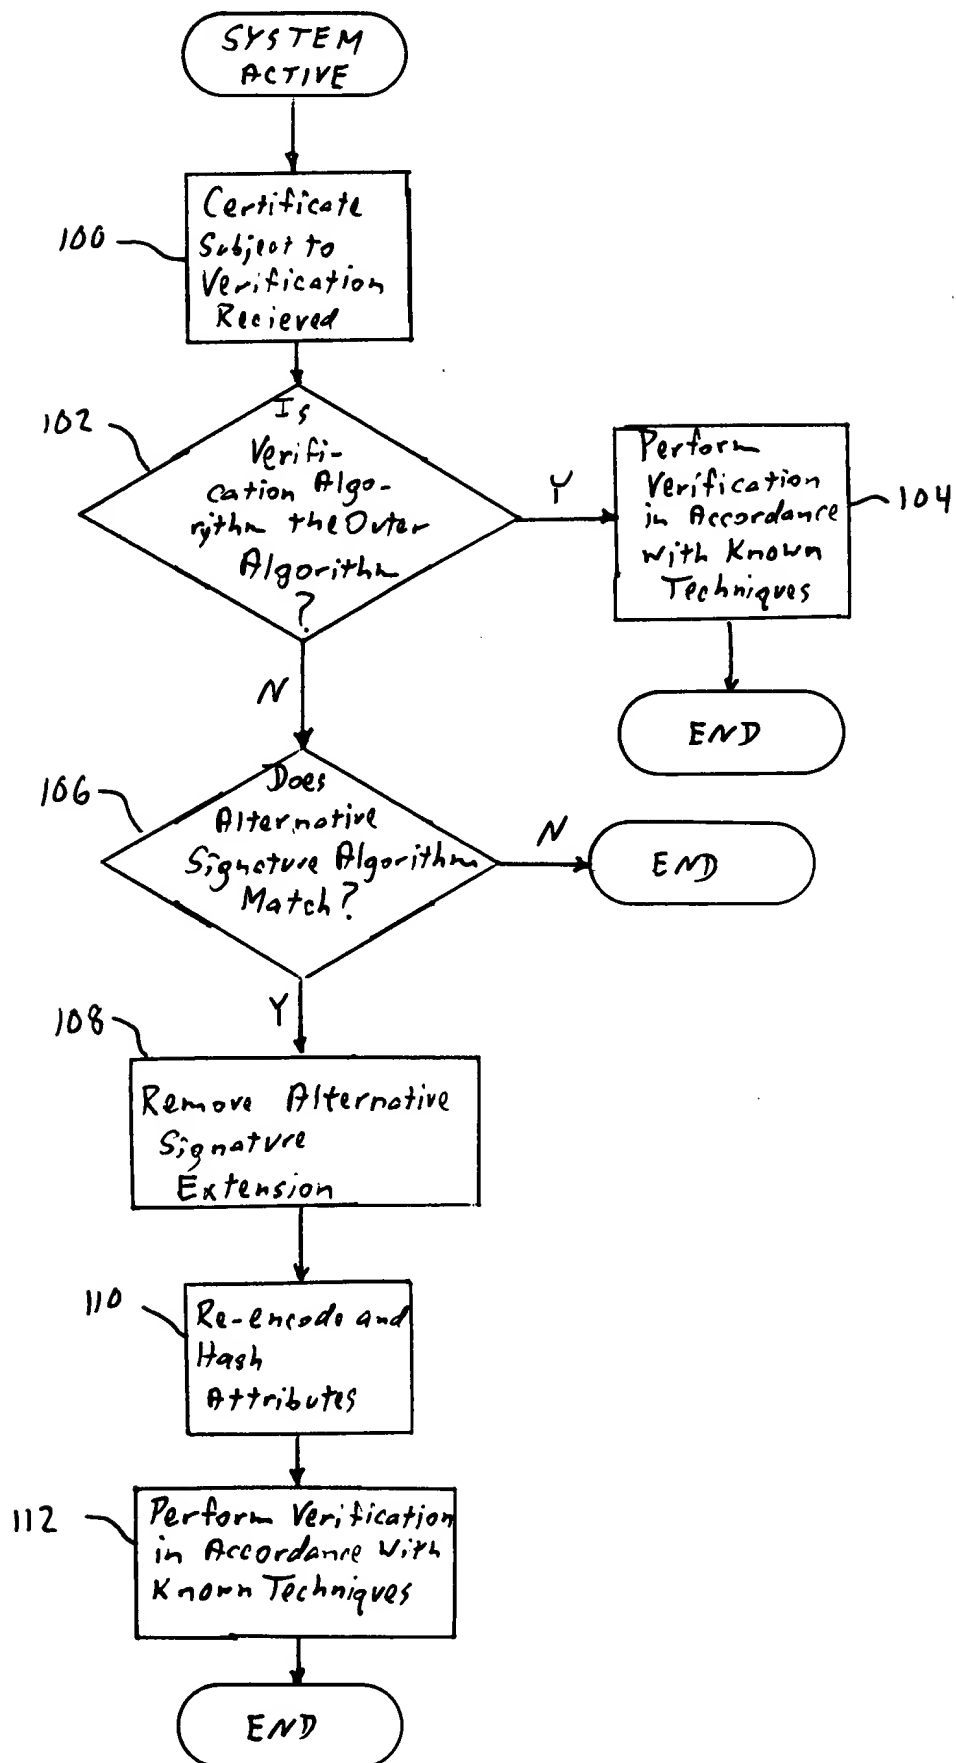 SYSTEM
ACTIVE
100
Certificate
Subject to
Verification
Recieved
102
Is
Verifi-
cation Algo-
rythm the Outer
Algorithm
?
Y
Perform
Verification
in Accordance
with Known
Techniques
104
END
N
106
Does
Alternative
Signature Algorithm
Match?
N
END
Y
108
Remove Alternative
Signature
Extension
110
Re-encode and
Hash
Attributes
112
Perform Verification
in Accordance with
Known Techniques
END